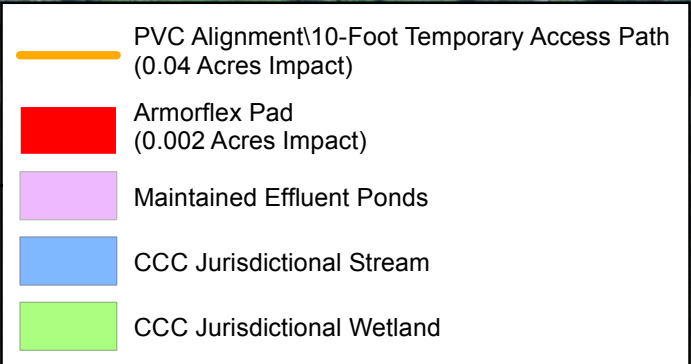 PVC Alignment\10-Foot Temporary Access Path
(0.04 Acres Impact)
Armorflex Pad
(0.002 Acres Impact)
Maintained Effluent Ponds
CCC Jurisdictional Stream
CCC Jurisdictional Wetland